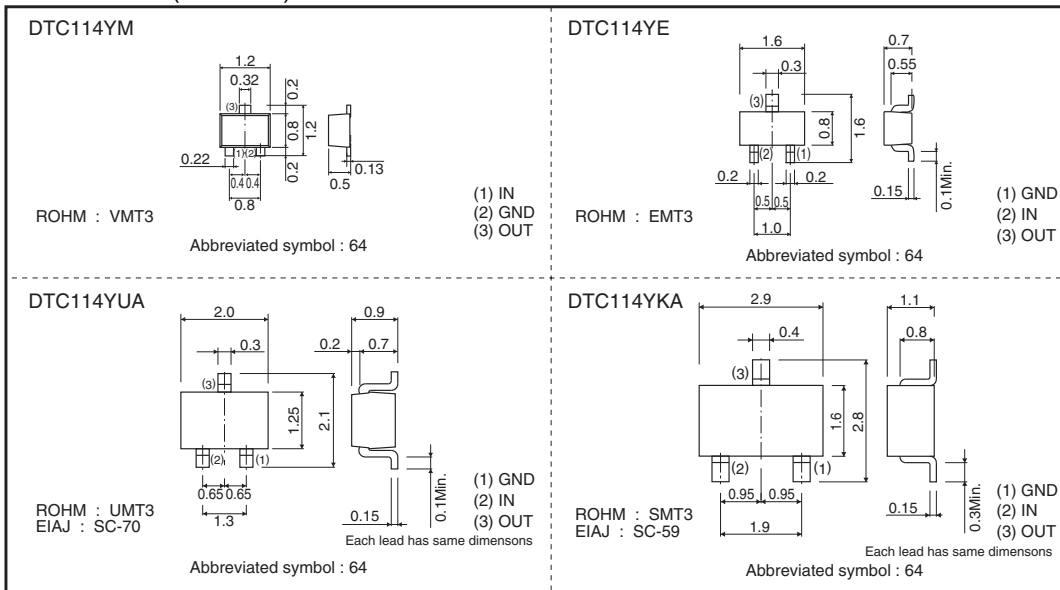 DTC114YM
1.2
0.32
0.2
(3)
0.8
1.2
(1) (2)
0.22
0.4 0.4
0.2
0.13
0.8
0.5
(1) IN
(2) GND
(3) OUT
ROHM : VMT3
Abbreviated symbol : 64
DTC114YE
1.6
0.7
0.3
0.55
(3)
0.8
1.6
(2)
(1)
0.2
0.2
0.5 0.5
0.15
0.1Min.
1.0
(1) GND
(2) IN
(3) OUT
ROHM : EMT3
Abbreviated symbol : 64
DTC114YUA
2.0
0.9
0.3
0.2
0.7
(3)
1.25
2.1
(2)
(1)
0.65 0.65
1.3
0.15
0.1Min.
(1) GND
(2) IN
(3) OUT
ROHM : UMT3
EIAJ : SC-70
Each lead has same dimensons
Abbreviated symbol : 64
DTC114YKA
2.9
1.1
0.4
0.8
(3)
1.6
2.8
(2)
(1)
0.95
0.95
1.9
0.15
0.3Min.
(1) GND
(2) IN
(3) OUT
ROHM : SMT3
EIAJ : SC-59
Each lead has same dimensons
Abbreviated symbol : 64